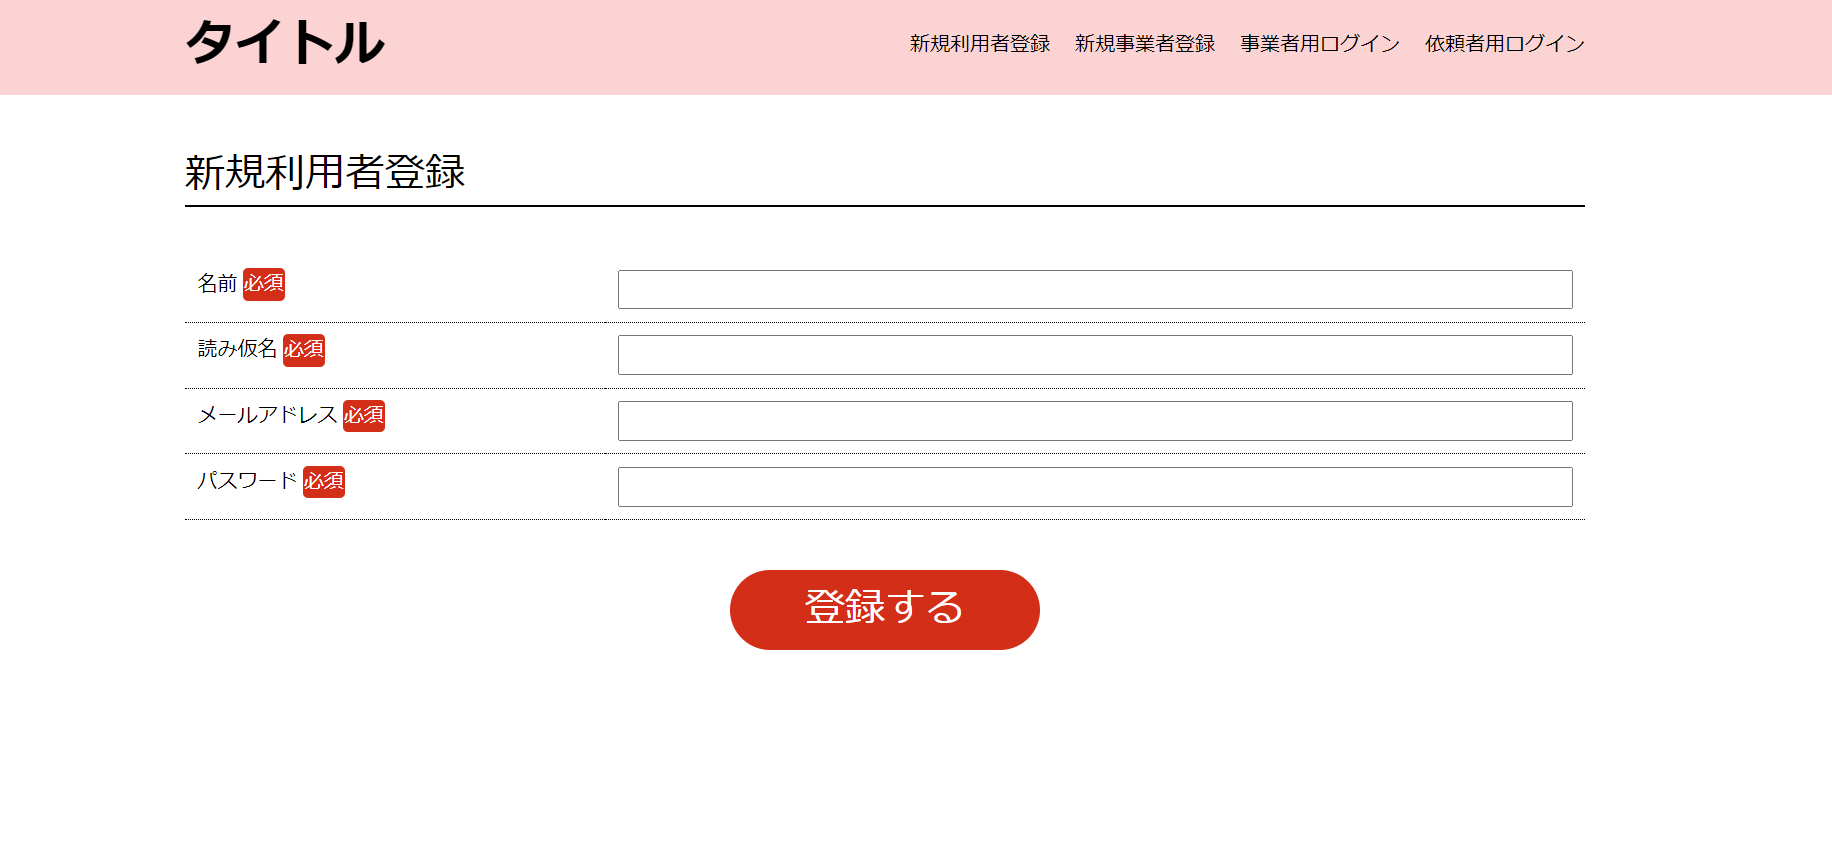 タイトル
新規利用者登録 新規事業者登録 事業者用ログイン 依頼者用ログイン
新規利用者登録
名前 必須
読み仮名 必須
メールアドレス 必須
パスワード 必須
登録する